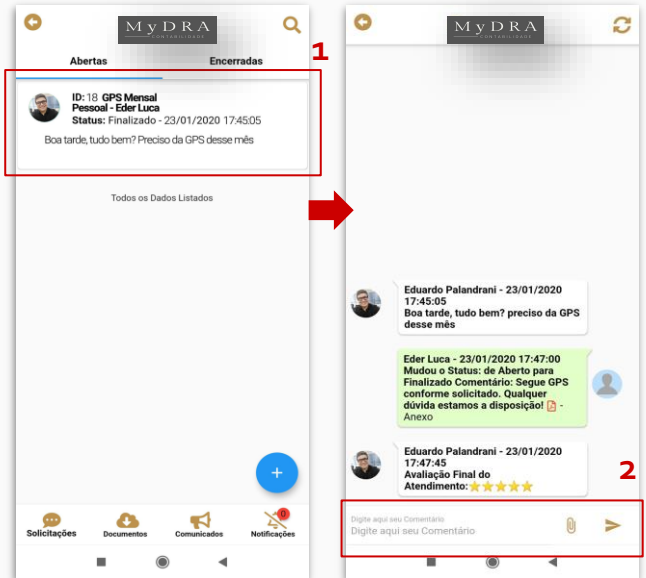 MyDRA
CONTABILIDADE
Abertas
Encerradas
1
ID: 18 GPS Mensal
Pessoal - Eder Luca
Status: Finalizado - 23/01/2020 17:45:05
Boa tarde, tudo bem? Preciso da GPS desse mês
Todos os Dados Listados
+
0
Solicitações
Documentos
Comunicados
Notificações
MyDRA
CONTABILIDADE
Eduardo Palandrani - 23/01/2020
17:45:05
Boa tarde, tudo bem? preciso da GPS
desse mês
Eder Luca - 23/01/2020 17:47:00
Mudou o Status: de Aberto para
Finalizado Comentário: Segue GPS
conforme solicitado. Qualquer
dúvida estamos a disposição! -
Anexo
Eduardo Palandrani - 23/01/2020
17:47:45
Avaliação Final do
Atendimento:
2
Digite aqui seu Comentário
Digite aqui seu Comentário